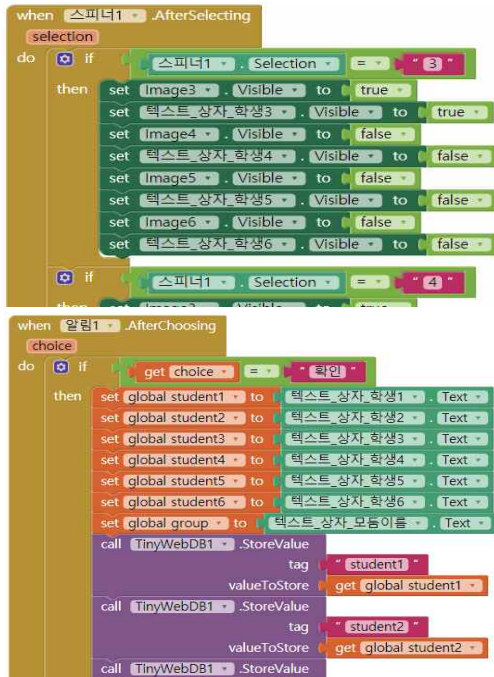 when 스피너1 .AfterSelecting
selection
do if 스피너1 . Selection = " 3 "
then set Image3 . Visible to true
set 텍스트_상자_학생3 . Visible to true
set Image4 . Visible to false
set 텍스트_상자_학생4 . Visible to false
set Image5 . Visible to false
set 텍스트_상자_학생5 . Visible to false
set Image6 . Visible to false
set 텍스트_상자_학생6 . Visible to false
if 스피너1 . Selection = " 4 "
when 알림1 .AfterChoosing
choice
do if get choice = " 확인 "
then set global student1 to 텍스트_상자_학생1 . Text
set global student2 to 텍스트_상자_학생2 . Text
set global student3 to 텍스트_상자_학생3 . Text
set global student4 to 텍스트_상자_학생4 . Text
set global student5 to 텍스트_상자_학생5 . Text
set global student6 to 텍스트_상자_학생6 . Text
set global group to 텍스트_상자_모둠이름 . Text
call TinyWebDB1 .StoreValue
tag " student1 "
valueToStore get global student1
call TinyWebDB1 .StoreValue
tag " student2 "
valueToStore get global student2
call TinyWebDB1 .StoreValue